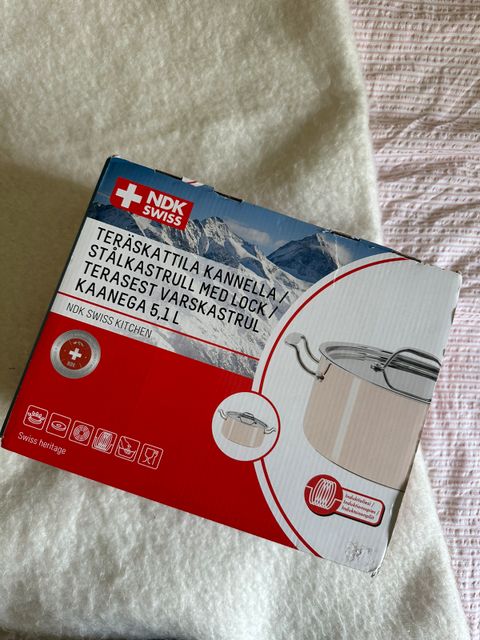 NDK
SWISS
TERÄSKATTILA KANNELLA /
STÅLKASTRULL MED LOCK /
TERASEST VARSKASTRUL
KAANEGA 5,1 L
NDK SWISS KITCHEN
Swiss heritage